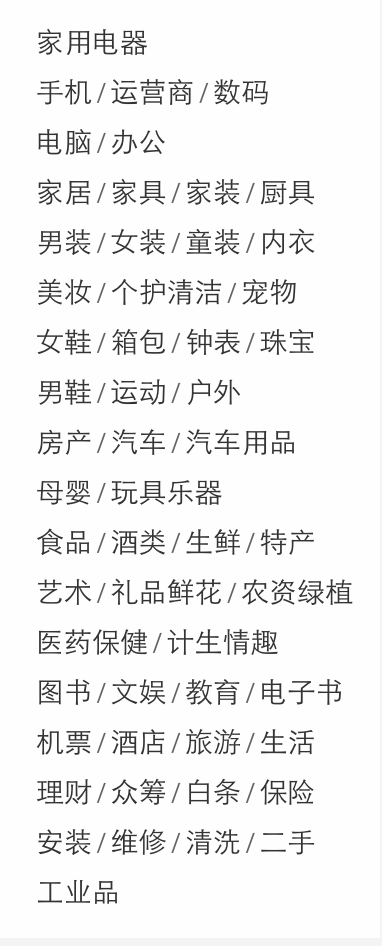 家用电器
手机/运营商/数码
电脑/办公
家居/家具/家装/厨具
男装/女装/童装/内衣
美妆/个护清洁/宠物
女鞋/箱包/钟表/珠宝
男鞋/运动/户外
房产/汽车/汽车用品
母婴/玩具乐器
食品/酒类/生鲜/特产
艺术/礼品鲜花/农资绿植
医药保健/计生情趣
图书/文娱/教育/电子书
机票/酒店/旅游/生活
理财/众筹/白条/保险
安装/维修/清洗/二手
工业品